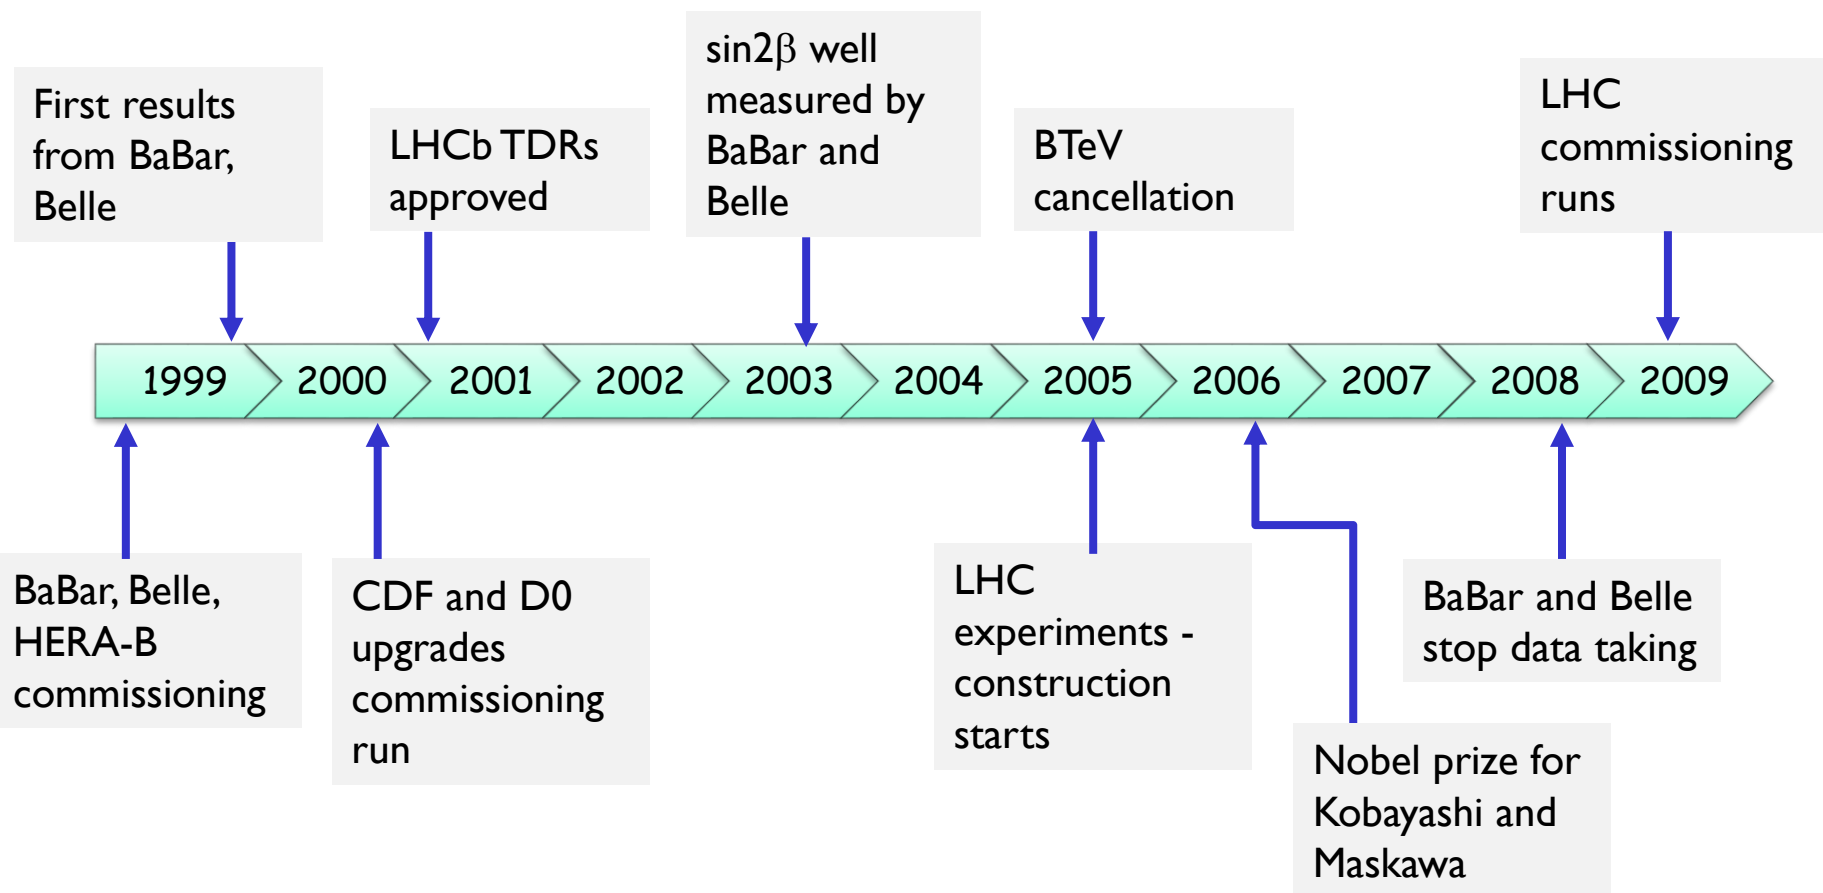 First results
from BaBar,
Belle
LHCb TDRs
approved
sin2β well
measured by
BaBar and
Belle
BTeV
cancellation
LHC
commissioning
runs
1999
2000
2001
2002
2003
2004
2005
2006
2007
2008
2009
BaBar, Belle,
HERA-B
commissioning
CDF and D0
upgrades
commissioning
run
LHC
experiments -
construction
starts
Nobel prize for
Kobayashi and
Maskawa
BaBar and Belle
stop data taking